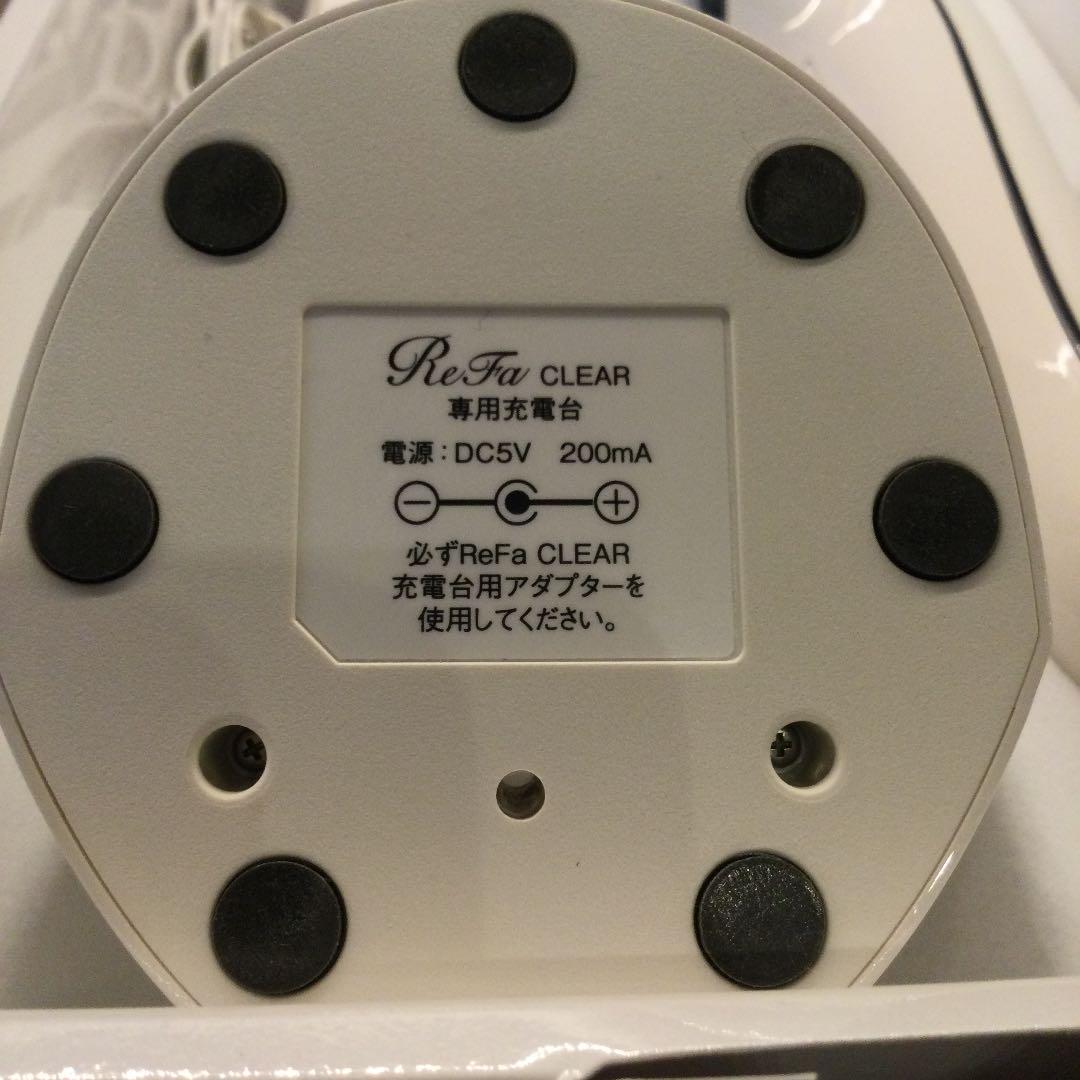 ReFa CLEAR
専用充電台
電源：DC5V 200mA
必ずReFa CLEAR
充電台用アダプターを
使用してください。